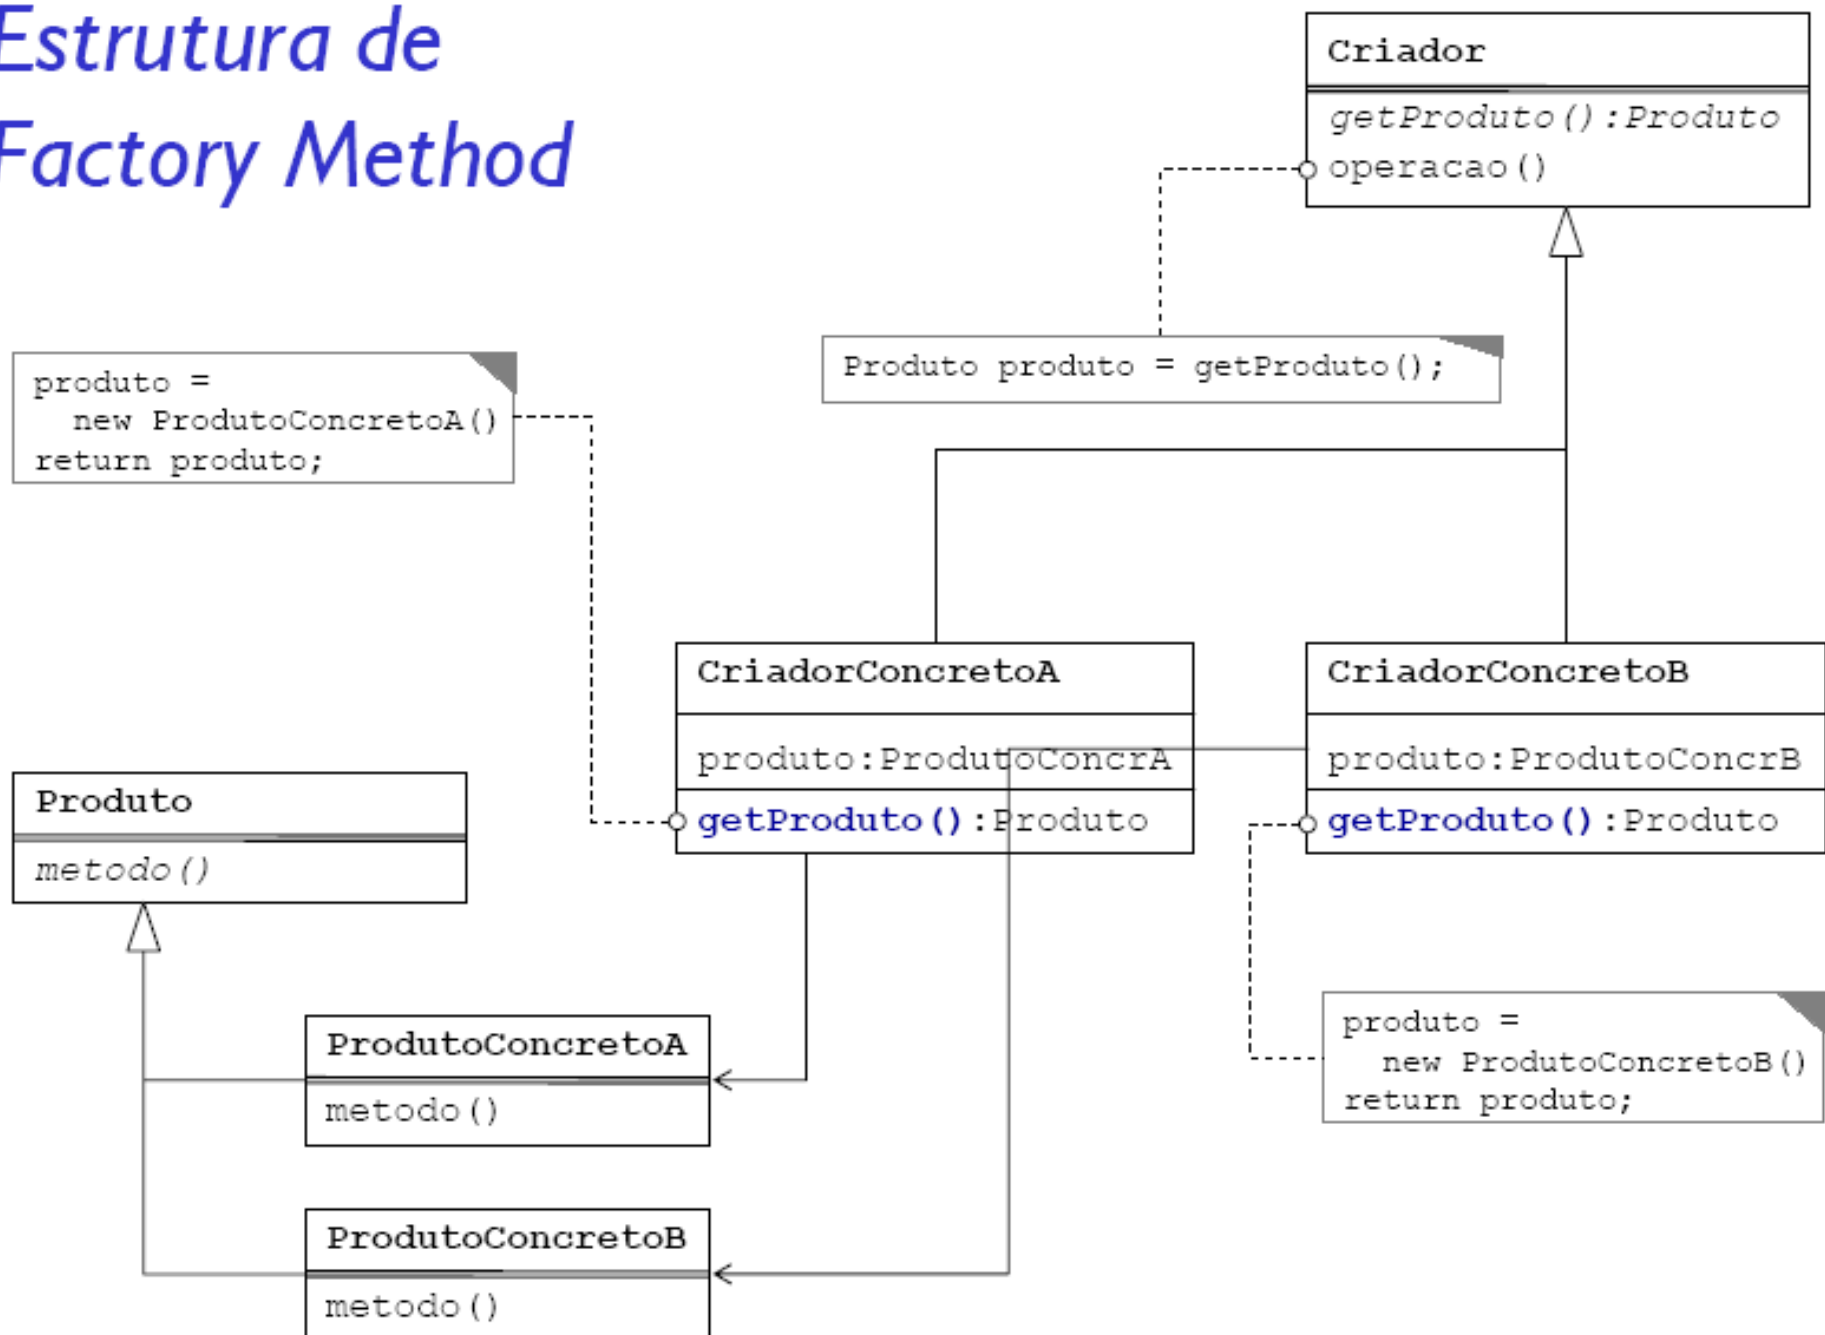 Estrutura de
Factory Method
Criador
getProduto():Produto
operacao()
Produto produto = getProduto();
produto =
new ProdutoConcretoA()
return produto;
CriadorConcretoA
produto:ProdutoConcrA
getProduto():Produto
CriadorConcretoB
produto:ProdutoConcrB
getProduto():Produto
Produto
metodo()
produto =
new ProdutoConcretoB()
return produto;
ProdutoConcretoA
metodo()
ProdutoConcretoB
metodo()